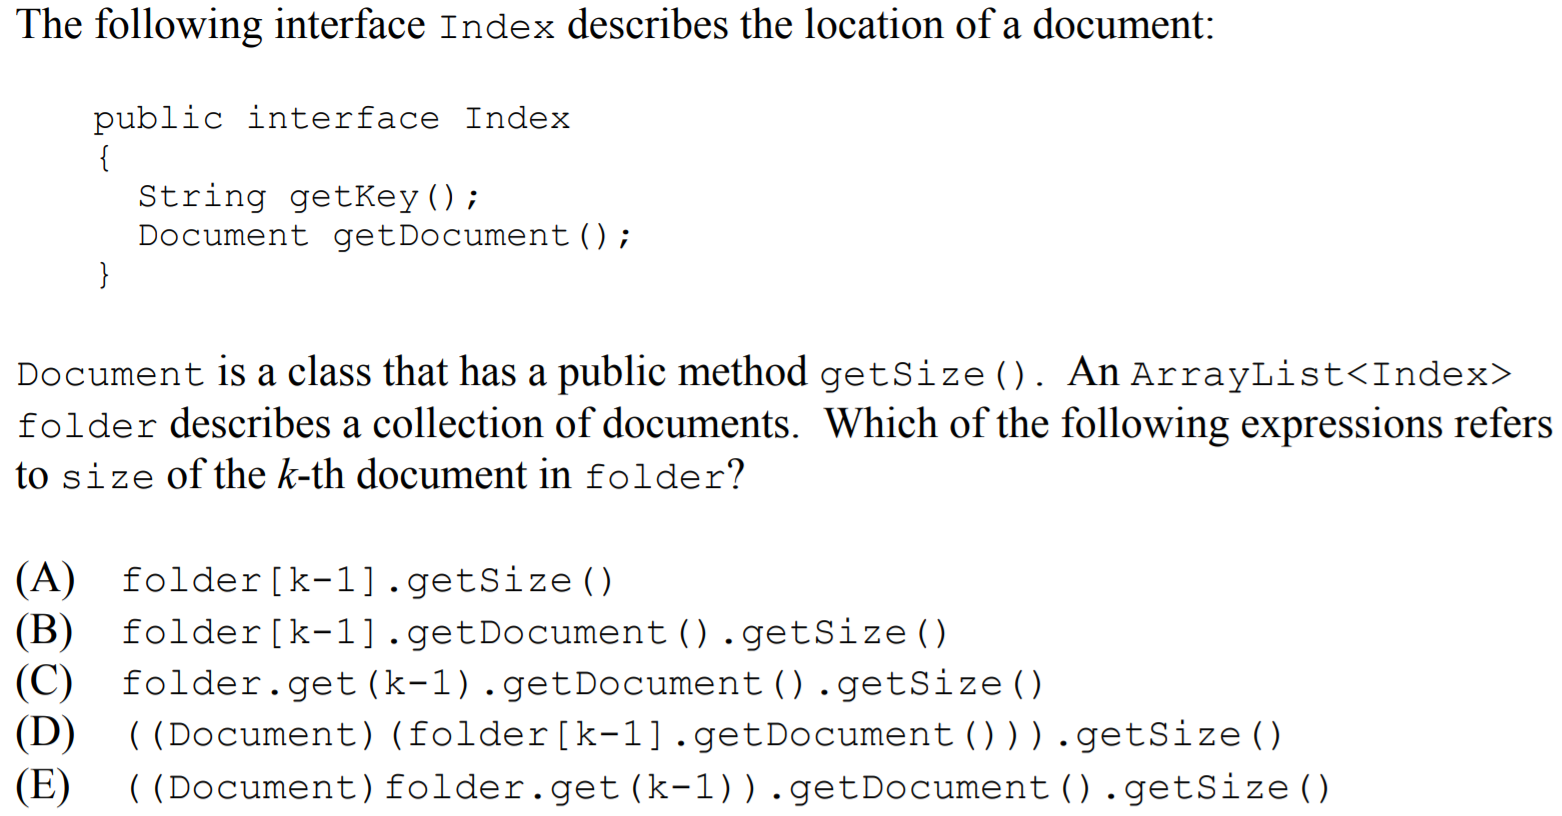 The following interface Index describes the location of a document:
public interface Index
{
String getKey();
Document getDocument();
}
Document is a class that has a public method getSize(). An ArrayList<Index>
folder describes a collection of documents. Which of the following expressions refers
to size of the k-th document in folder?
(A) folder[k-1].getSize()
(B) folder[k-1].getDocument().getSize()
(C) folder.get(k-1).getDocument().getSize()
(D) ((Document)(folder[k-1].getDocument())).getSize()
(E) ((Document)folder.get(k-1)).getDocument().getSize()